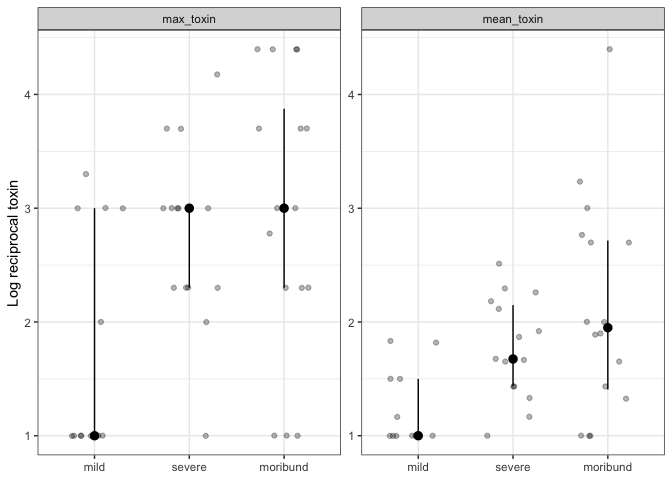 max_toxin
mean_toxin
Log reciprocal toxin
4
3
2
1
4
3
2
1
mild
severe
moribund
mild
severe
moribund